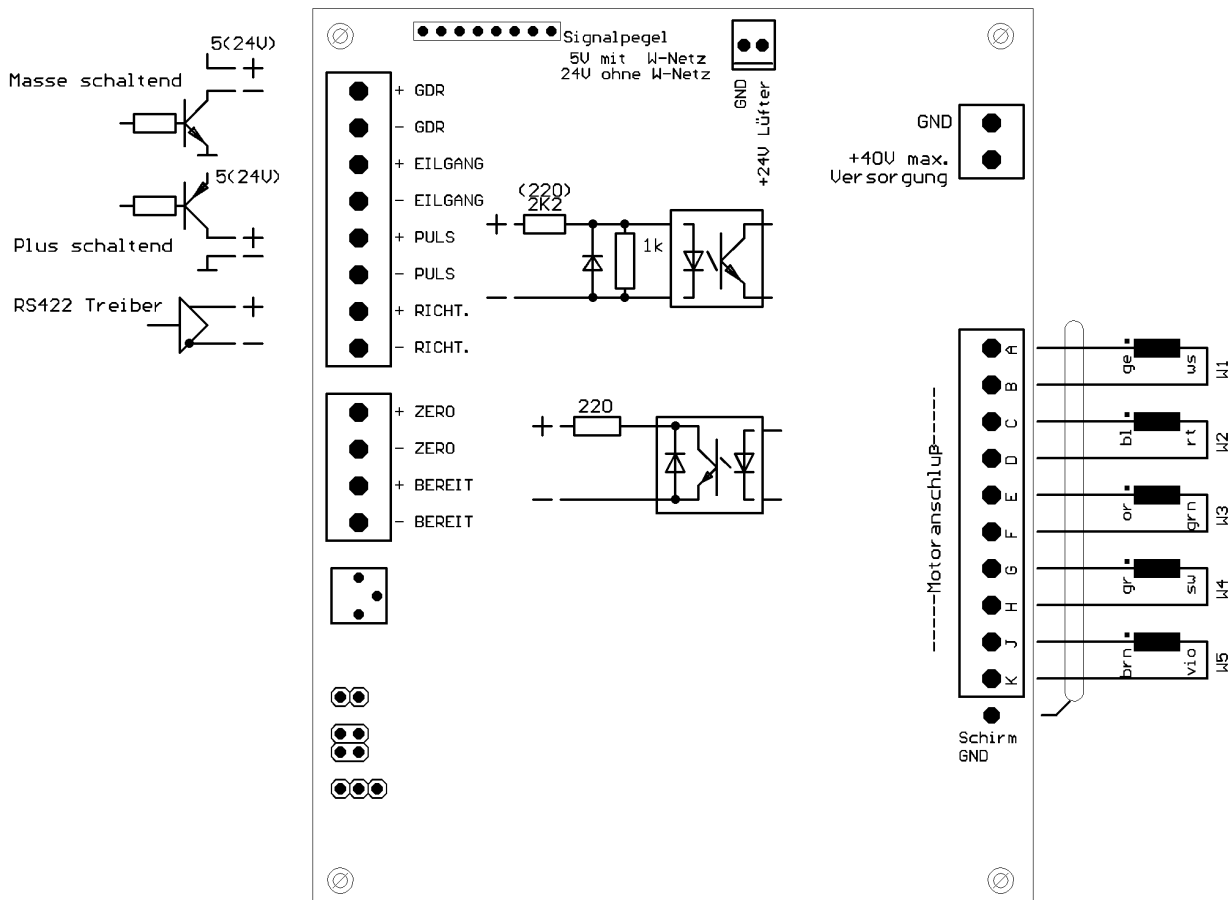 5(24V)
Masse schaltend
5(24V)
Plus schaltend
RS422 Treiber
Signalpegel
5V mit W-Netz
24V ohne W-Netz
GND
+24V Lüfter
GND
+40V max.
Versorgung
+ GDR
- GDR
+ EILGANG
- EILGANG
+ PULS
- PULS
+ RICHT.
- RICHT.
(220)
2K2
1k
+ ZERO
- ZERO
+ BEREIT
- BEREIT
220
-----Motoranschluß-----
A
B
C
D
E
F
G
H
J
K
Schirm
GND
ge ws W1
bl rt W2
or grn W3
gr sw W4
brn vio W5